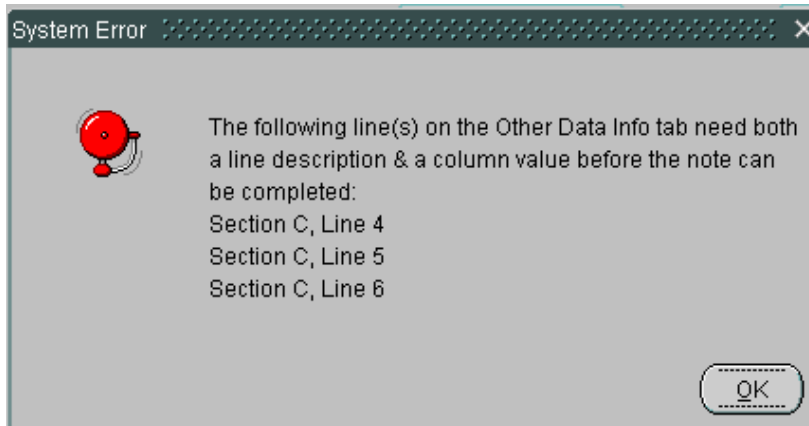 System Error
The following line(s) on the Other Data Info tab need both
a line description & a column value before the note can
be completed:
Section C, Line 4
Section C, Line 5
Section C, Line 6
OK